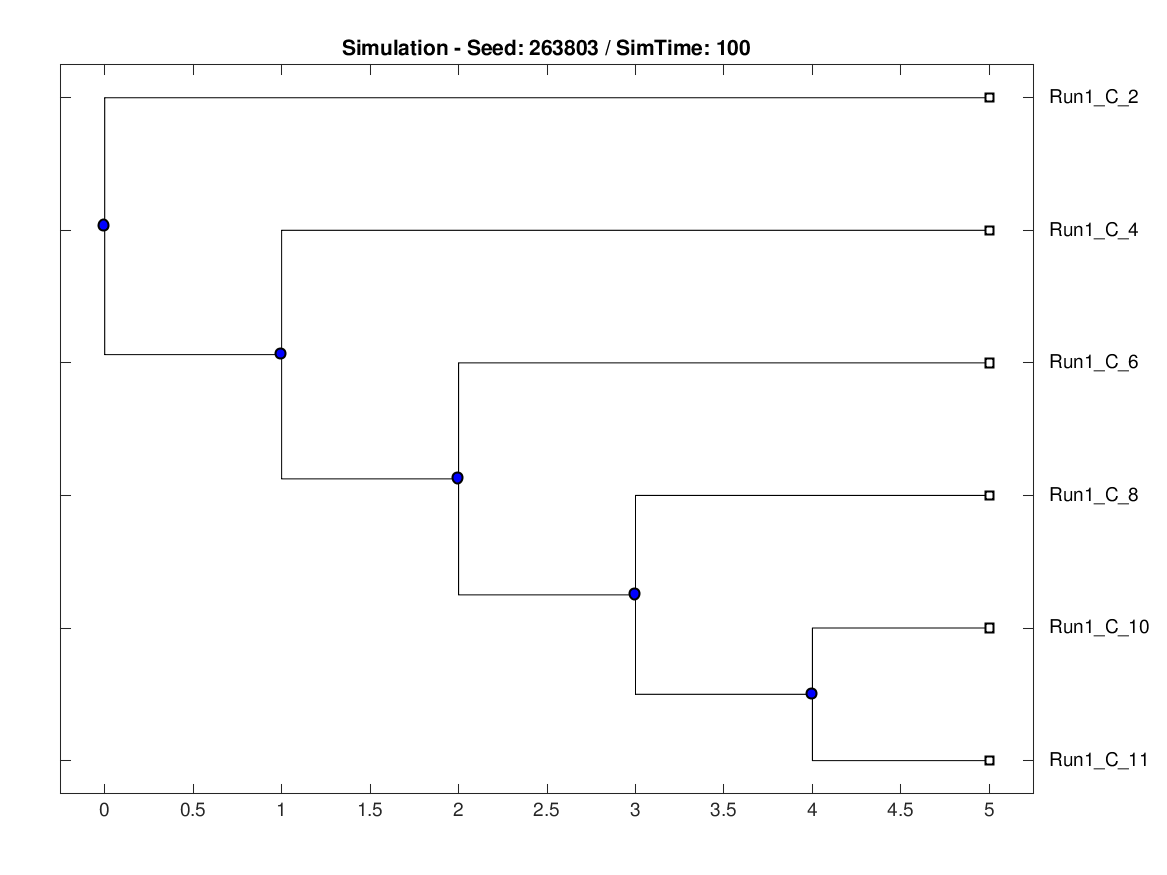 Simulation - Seed: 263803 / SimTime: 100
Run1_C_2
Run1_C_4
Run1_C_6
Run1_C_8
Run1_C_10
Run1_C_11
0 0.5 1 1.5 2 2.5 3 3.5 4 4.5 5